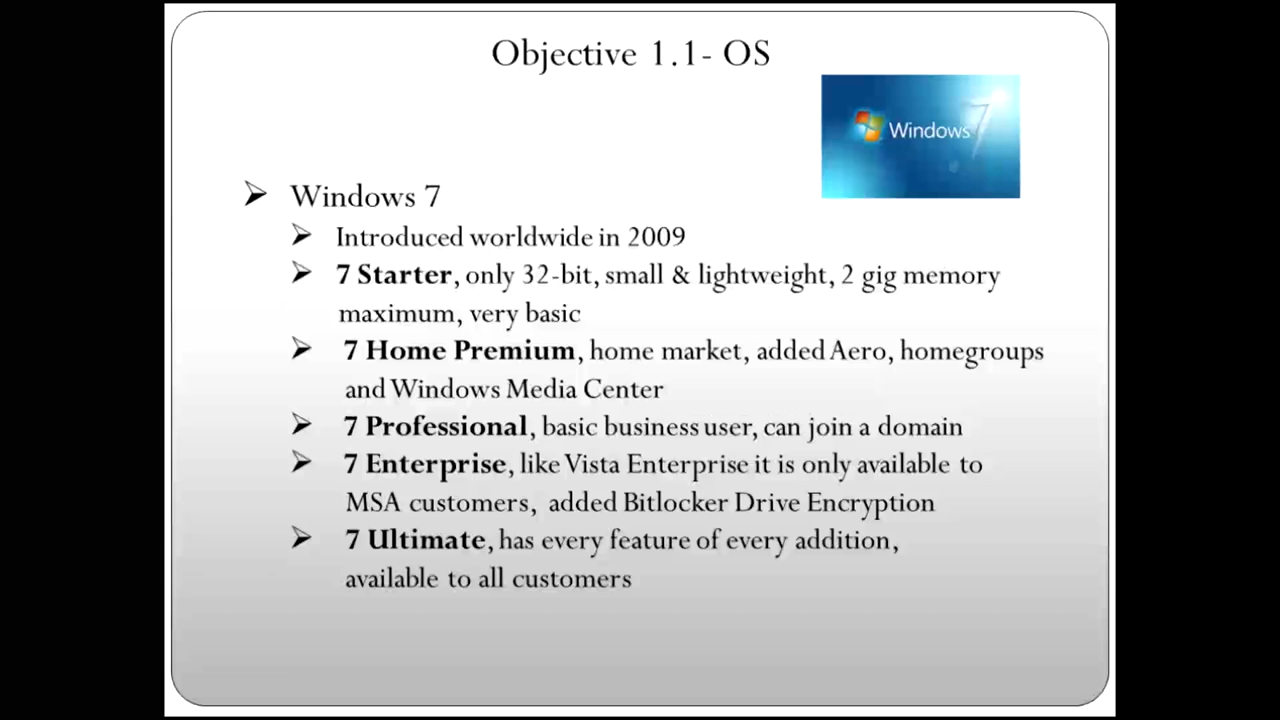 Objective 1.1- OS
Windows 7
Windows 7
Introduced worldwide in 2009
7 Starter, only 32-bit, small & lightweight, 2 gig memory
maximum, very basic
7 Home Premium, home market, added Aero, homegroups
and Windows Media Center
7 Professional, basic business user, can join a domain
7 Enterprise, like Vista Enterprise it is only available to
MSA customers, added Bitlocker Drive Encryption
7 Ultimate, has every feature of every addition,
available to all customers